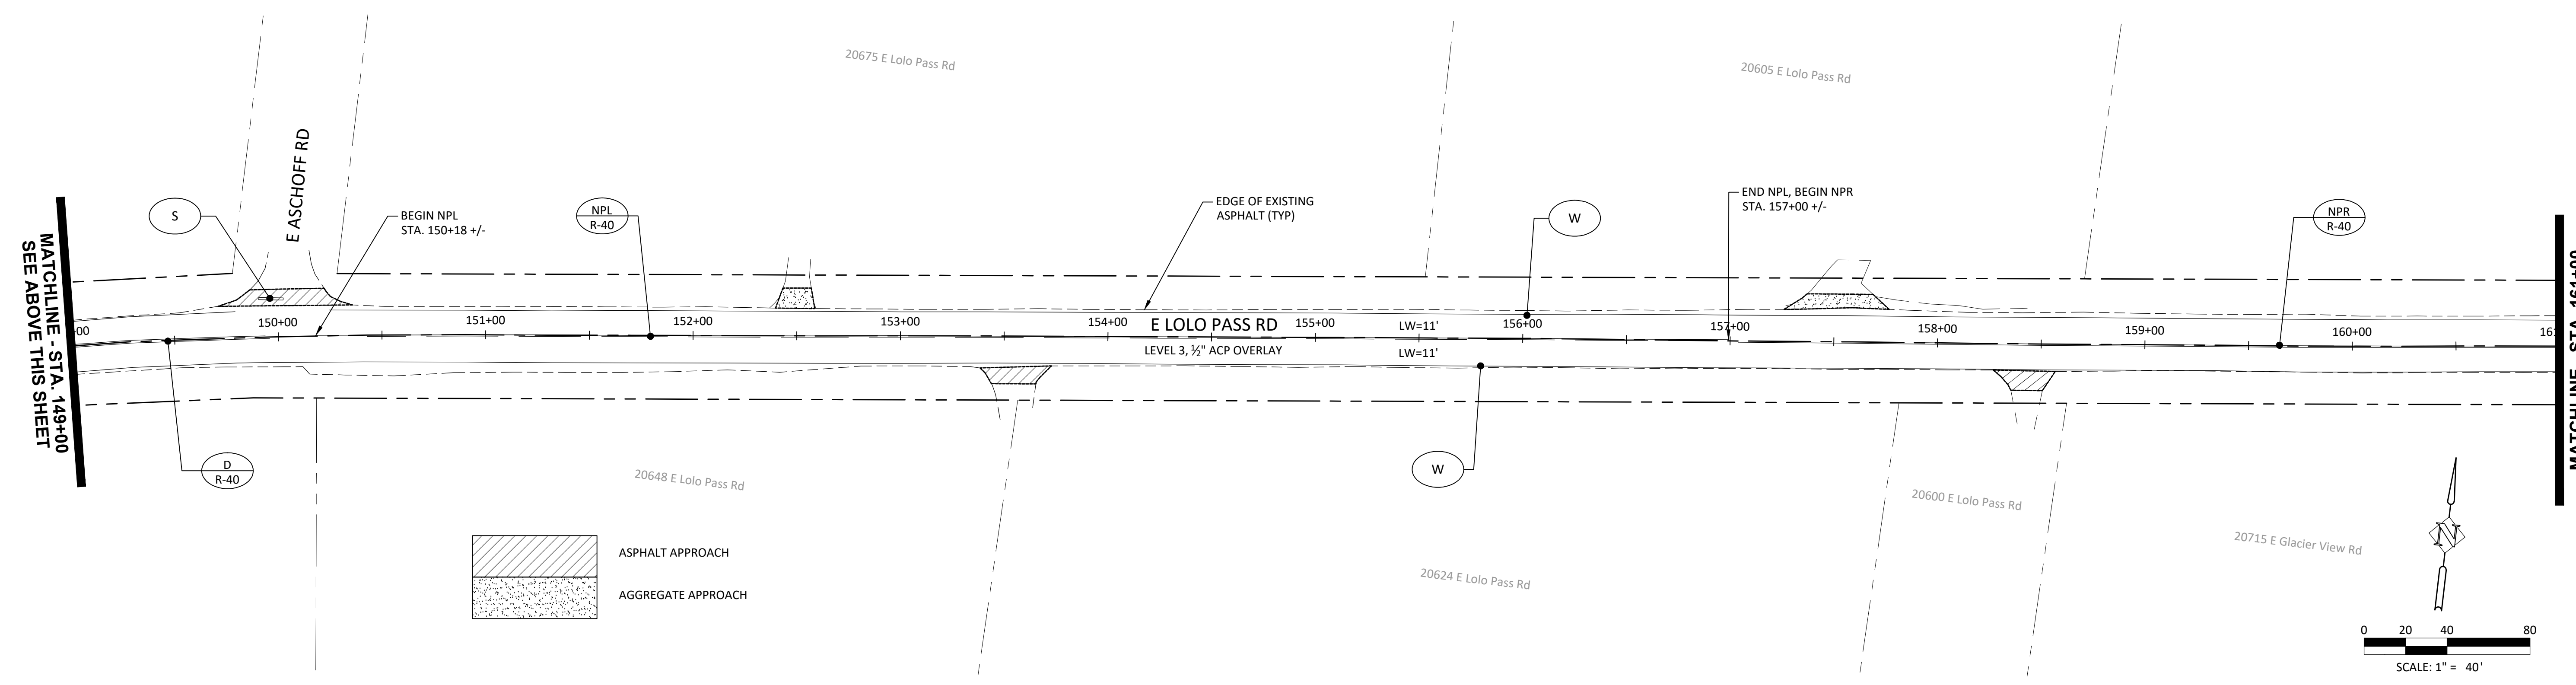 20675 E Lolo Pass Rd
20605 E Lolo Pass Rd
E ASCHOFF RD
S
BEGIN NPL
STA. 150+18 +/-
NPL
R-40
EDGE OF EXISTING
ASPHALT (TYP)
W
END NPL, BEGIN NPR
STA. 157+00 +/-
NPR
R-40
MATCHLINE - STA. 149+00
SEE ABOVE THIS SHEET
150+00
151+00
152+00
153+00
154+00
E LOLO PASS RD
155+00
LW=11'
156+00
157+00
158+00
159+00
160+00
LEVEL 3, ½" ACP OVERLAY
LW=11'
MATCHLINE - STA. 161+00
D
R-40
20648 E Lolo Pass Rd
W
20600 E Lolo Pass Rd
20715 E Glacier View Rd
20624 E Lolo Pass Rd
ASPHALT APPROACH
AGGREGATE APPROACH
N
0 20 40 80
SCALE: 1" = 40'